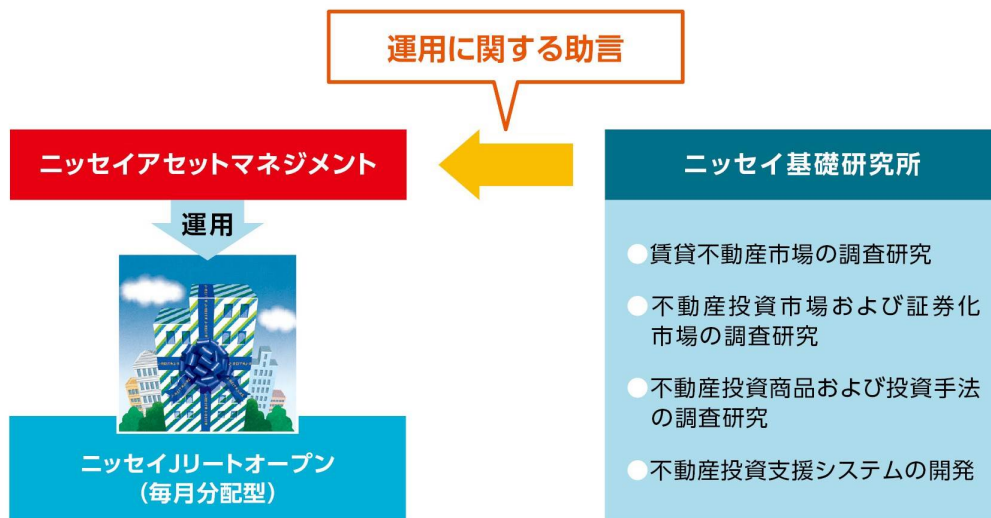 運用に関する助言
ニッセイアセットマネジメント
運用
ニッセイJリートオープン
(毎月分配型)
ニッセイ基礎研究所
●賃貸不動産市場の調査研究
●不動産投資市場および証券化
市場の調査研究
●不動産投資商品および投資手法
の調査研究
●不動産投資支援システムの開発